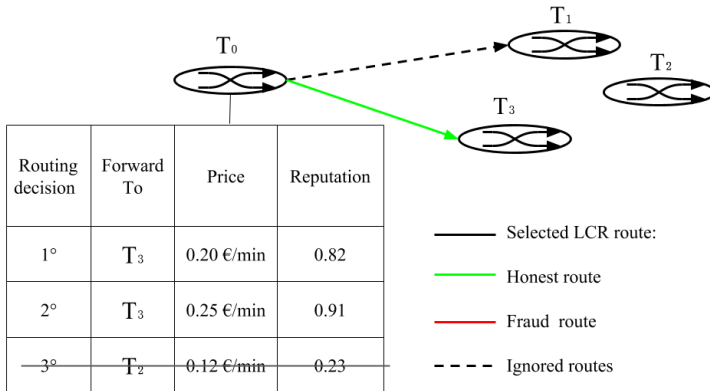 T0
T1
T2
T3
Routing decision Forward To Price Reputation
1° T3 0.20 €/min 0.82
2° T3 0.25 €/min 0.91
3° T2 0.12 €/min 0.23
Selected LCR route:
Honest route
Fraud route
Ignored routes